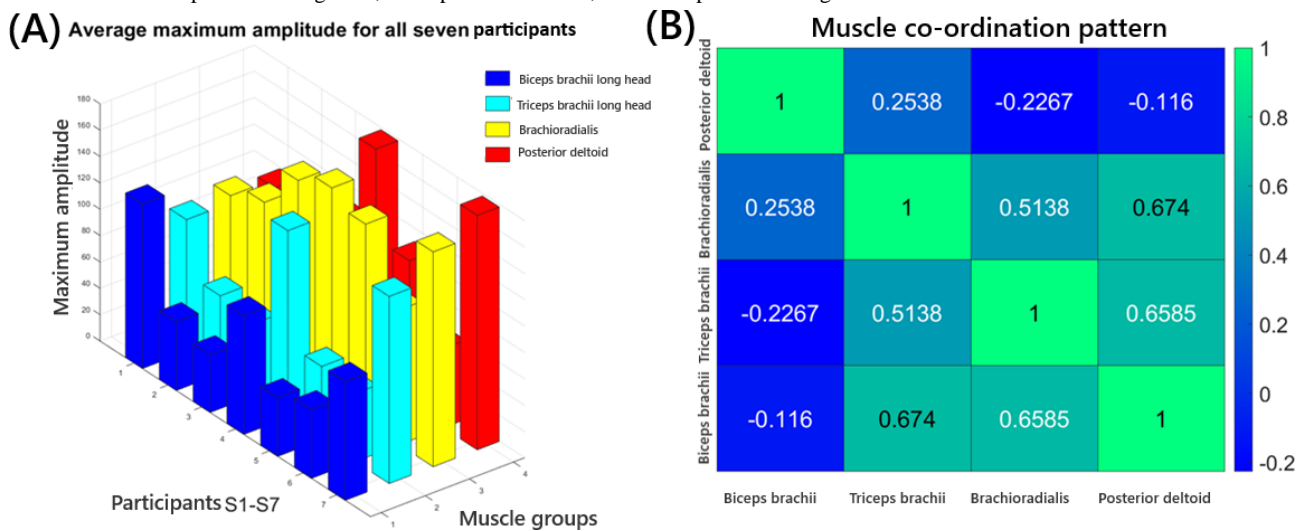 (A) Average maximum amplitude for all seven participants
Biceps brachii long head
Triceps brachii long head
Brachioradialis
Posterior deltoid
Maximum amplitude
180
160
140
120
100
80
60
40
20
0
1
2
3
4
5
6
7
Participants S1-S7
1
2
3
4
Muscle groups
(B) Muscle co-ordination pattern
Posterior deltoid
Brachioradialis
Triceps brachii
Biceps brachii
1 0.2538 -0.2267 -0.116
0.2538 1 0.5138 0.674
-0.2267 0.5138 1 0.6585
-0.116 0.674 0.6585 1
Biceps brachii Triceps brachii Brachioradialis Posterior deltoid
1
0.8
0.6
0.4
0.2
0
-0.2